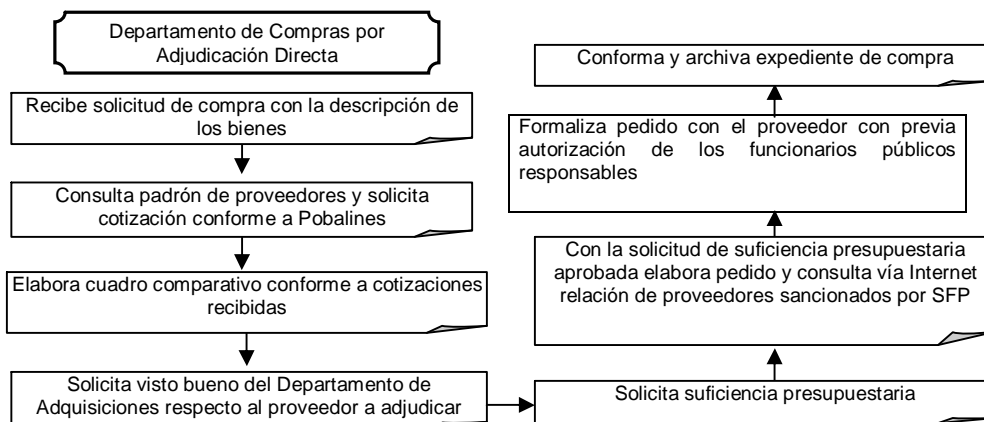 Departamento de Compras por
Adjudicación Directa
Recibe solicitud de compra con la descripción de
los bienes
Consulta padrón de proveedores y solicita
cotización conforme a Pobalines
Elabora cuadro comparativo conforme a cotizaciones
recibidas
Solicita visto bueno del Departamento de
Adquisiciones respecto al proveedor a adjudicar
Solicita suficiencia presupuestaria
Con la solicitud de suficiencia presupuestaria
aprobada elabora pedido y consulta vía Internet
relación de proveedores sancionados por SFP
Formaliza pedido con el proveedor con previa
autorización de los funcionarios públicos
responsables
Conforma y archiva expediente de compra